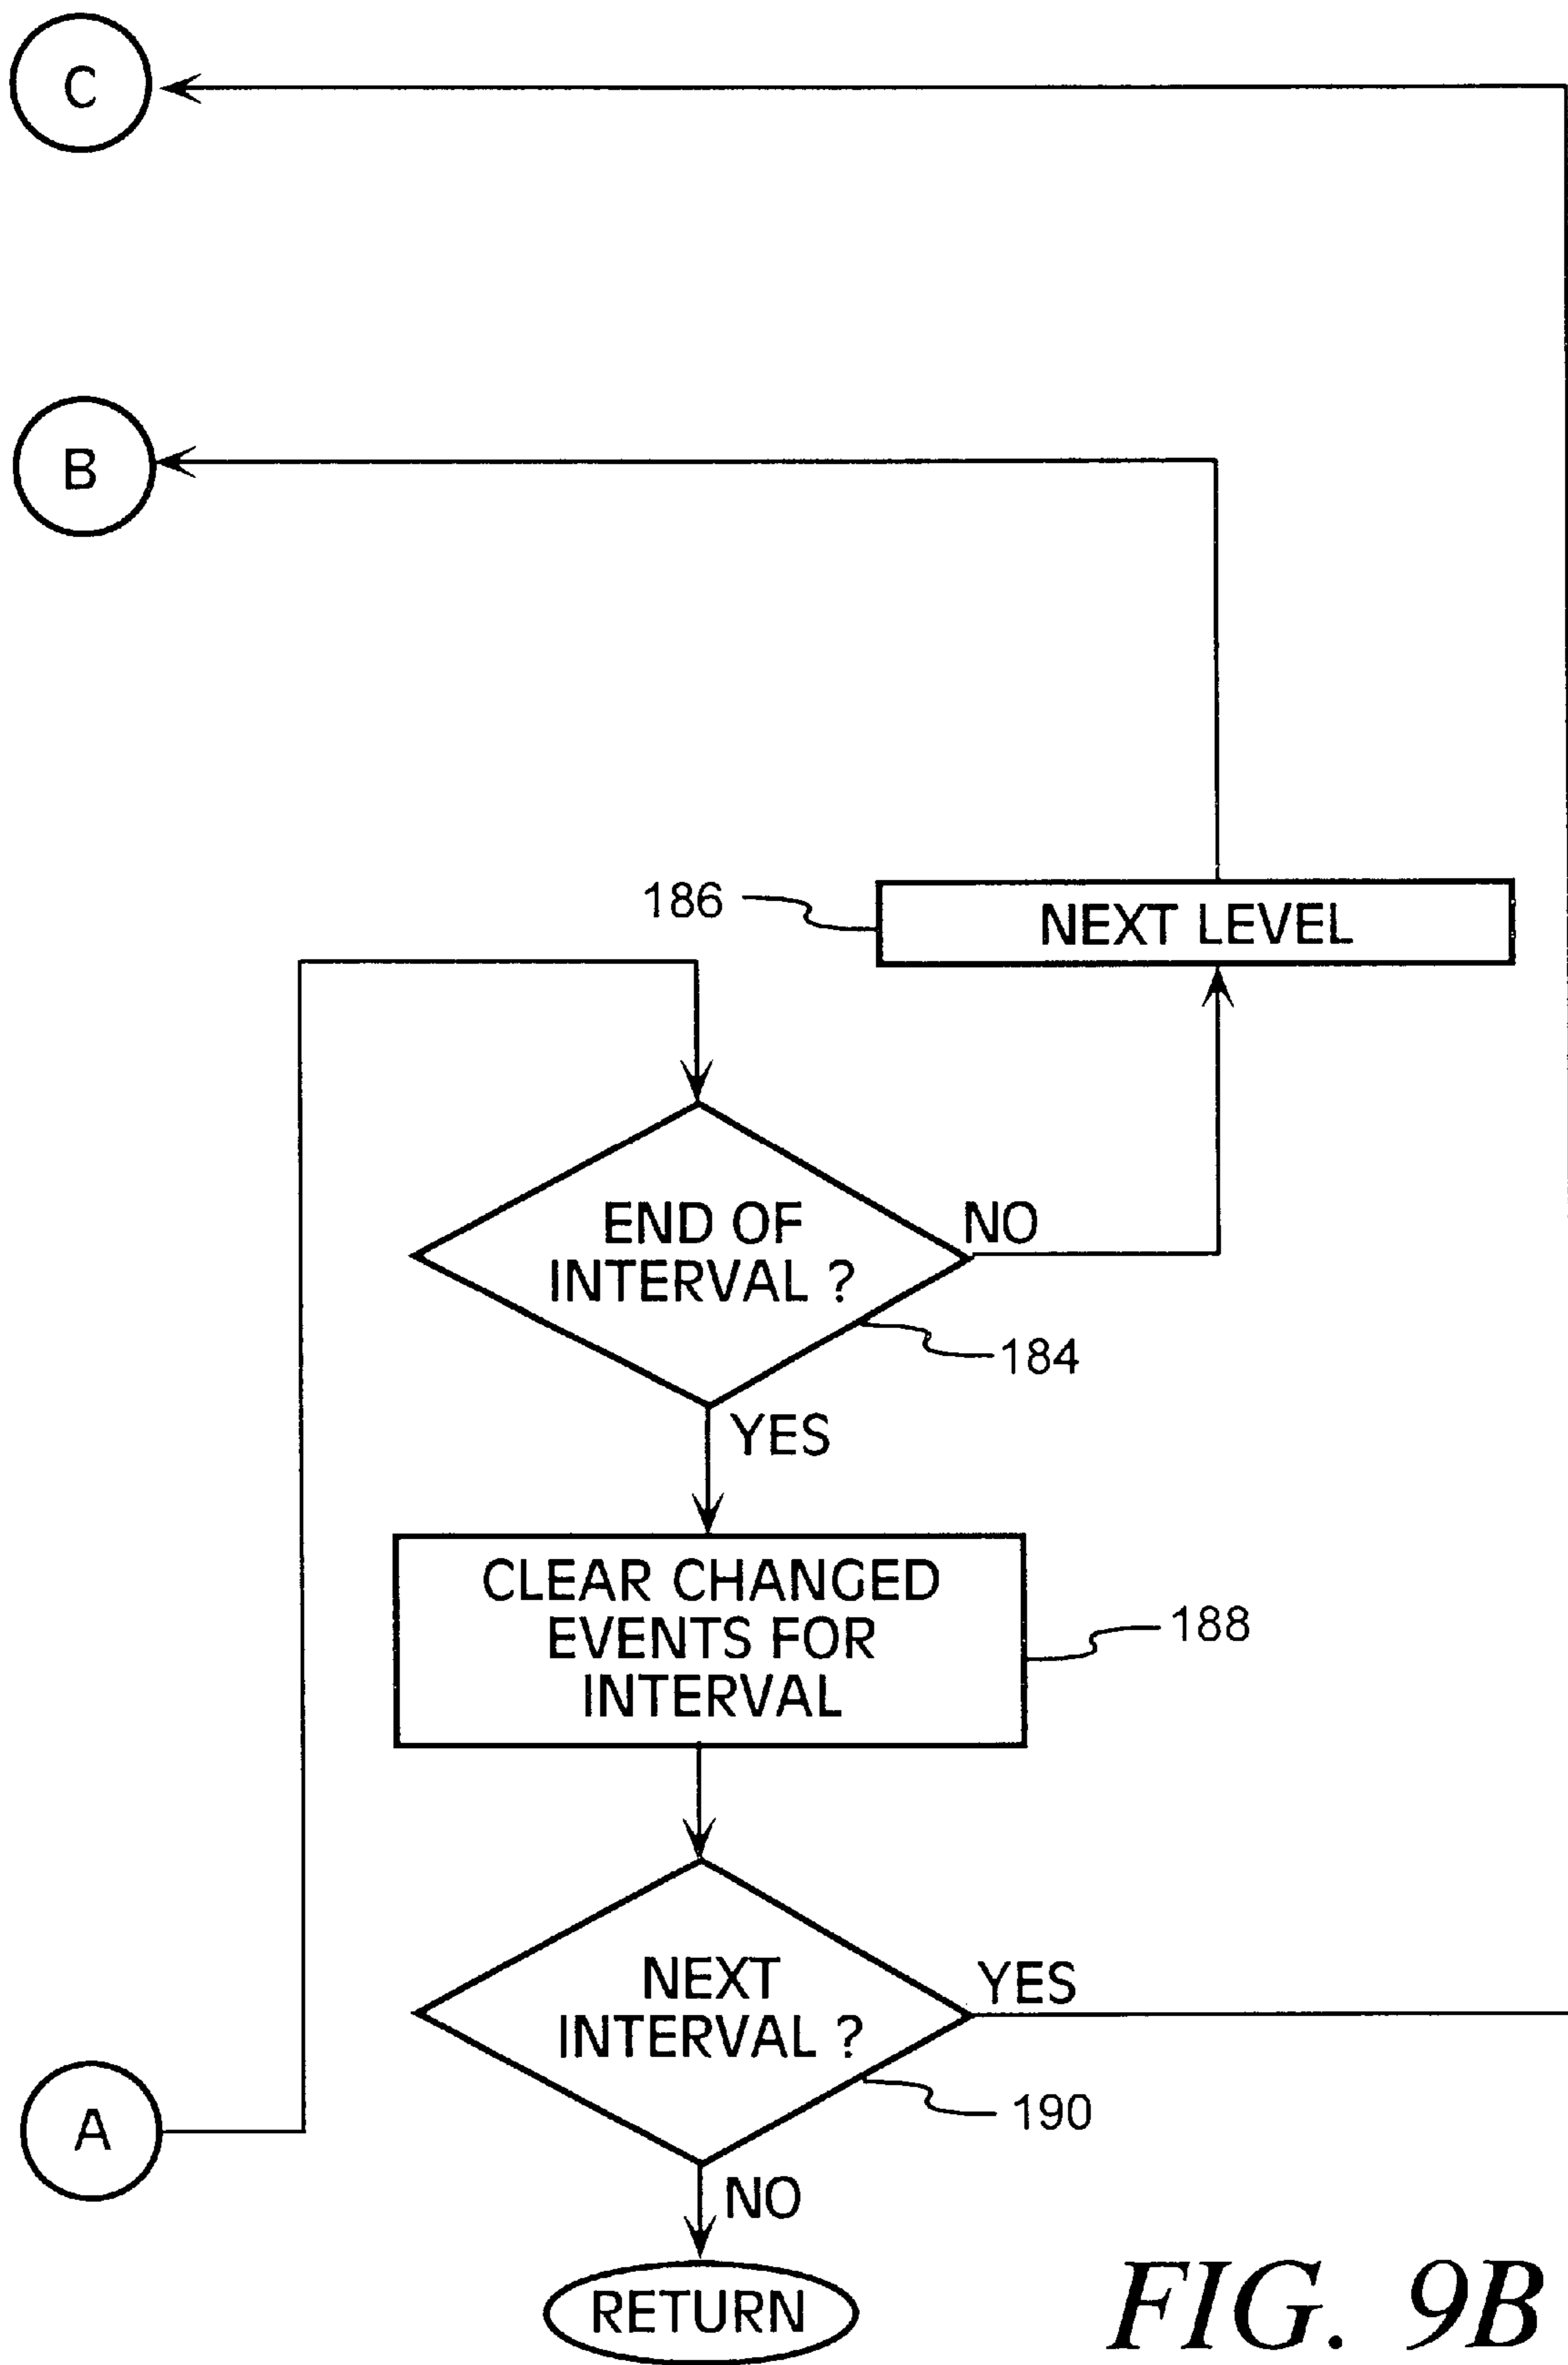 C
B
186
NEXT LEVEL
END OF
INTERVAL ?
NO
184
YES
CLEAR CHANGED
EVENTS FOR
INTERVAL
188
NEXT
INTERVAL ?
YES
190
A
NO
RETURN
FIG. 9B